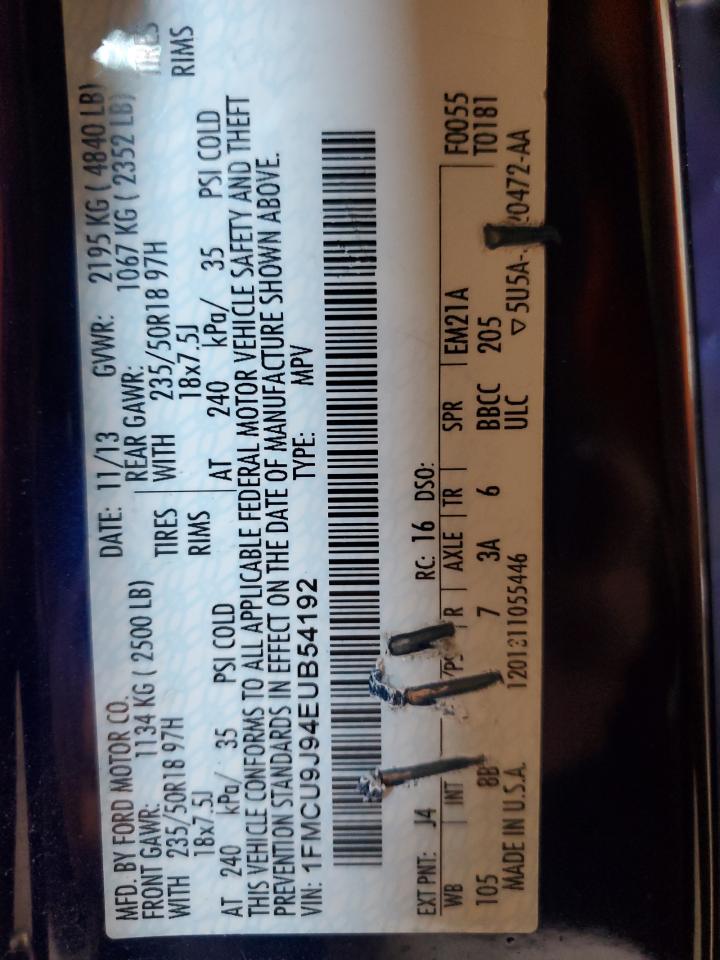 MFD. BY FORD MOTOR CO.
DATE: 11/13 GVWR: 2195 KG ( 4840 LB)
FRONT GAWR: 1134 KG ( 2500 LB)
REAR GAWR: 1067 KG ( 2352 LB)
WITH 235/50R18 97H TIRES
WITH 235/50R18 97H TIRES
18x7.5J RIMS
18x7.5J RIMS
AT 240 kPa/ 35 PSI COLD
AT 240 kPa/ 35 PSI COLD
THIS VEHICLE CONFORMS TO ALL APPLICABLE FEDERAL MOTOR VEHICLE SAFETY AND THEFT
PREVENTION STANDARDS IN EFFECT ON THE DATE OF MANUFACTURE SHOWN ABOVE.
VIN: 1FMCU9J94EUB54192 TYPE: MPV
EXT PNT: J4 RC: 16 DSO: F0055
WB INT R AXLE TR SPR EM21A T0181
105 7 3A 6 BBCC 205
MADE IN U.S.A. ULC ▽5U5A-